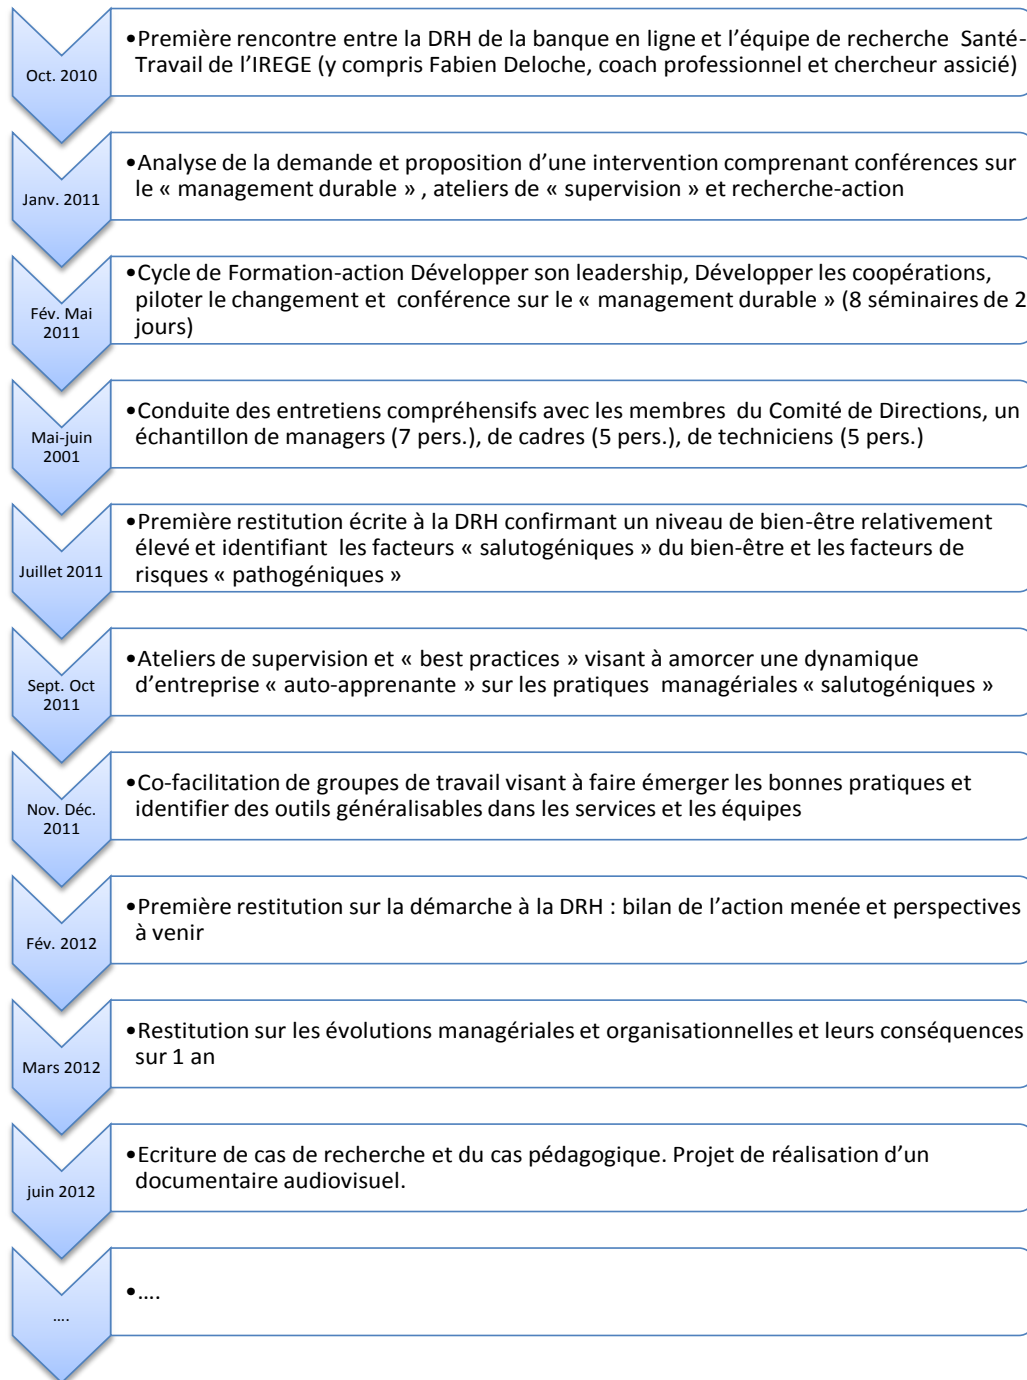 Oct. 2010
•Première rencontre entre la DRH de la banque en ligne et l'équipe de recherche Santé-
Travail de l'IREGE (y compris Fabien Deloche, coach professionnel et chercheur assicié)
Janv. 2011
•Analyse de la demande et proposition d'une intervention comprenant conférences sur
le « management durable » , ateliers de « supervision » et recherche-action
Fév. Mai
2011
•Cycle de Formation-action Développer son leadership, Développer les coopérations,
piloter le changement et conférence sur le « management durable » (8 séminaires de 2
jours)
Mai-juin
2001
•Conduite des entretiens compréhensifs avec les membres du Comité de Directions, un
échantillon de managers (7 pers.), de cadres (5 pers.), de techniciens (5 pers.)
Juillet 2011
•Première restitution écrite à la DRH confirmant un niveau de bien-être relativement
élevé et identifiant les facteurs « salutogéniques » du bien-être et les facteurs de
risques « pathogéniques »
Sept. Oct
2011
•Ateliers de supervision et « best practices » visant à amorcer une dynamique
d'entreprise « auto-apprenante » sur les pratiques managériales « salutogéniques »
Nov. Déc.
2011
•Co-facilitation de groupes de travail visant à faire émerger les bonnes pratiques et
identifier des outils généralisables dans les services et les équipes
Fév. 2012
•Première restitution sur la démarche à la DRH : bilan de l'action menée et perspectives
à venir
Mars 2012
•Restitution sur les évolutions managériales et organisationnelles et leurs conséquences
sur 1 an
juin 2012
•Ecriture de cas de recherche et du cas pédagogique. Projet de réalisation d'un
documentaire audiovisuel.
....
•....